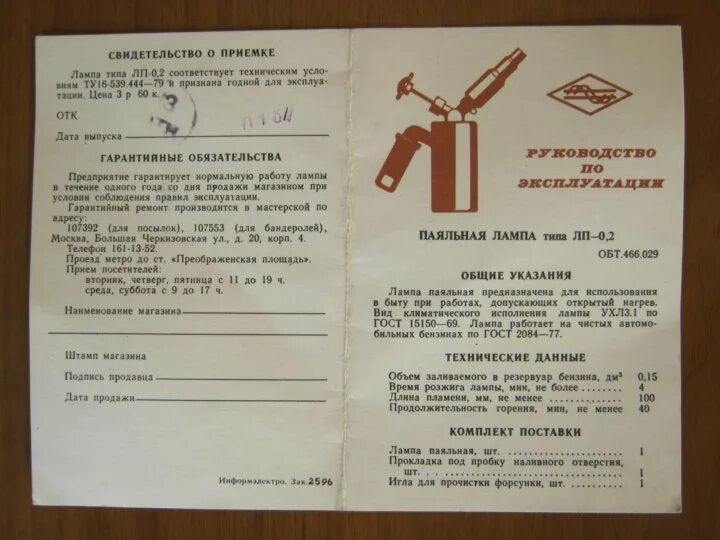 СВИДЕТЕЛЬСТВО О ПРИЕМКЕ
Лампа типа ЛП-0,2 соответствует техническим усло-
виям ТУ16-539.444—79 и признана годной для эксплуа-
тации. Цена 3 р 60 к.
ОТК
Дата выпуска
ГАРАНТИЙНЫЕ ОБЯЗАТЕЛЬСТВА
Предприятие гарантирует нормальную работу лампы
в течение одного года со дня продажи магазином при
условии соблюдения правил эксплуатации.
Гарантийный ремонт производится в мастерской по
адресу:
107392 (для посылок), 107553 (для бандеролей),
Москва, Большая Черкизовская ул., д. 20, корп. 4.
Телефон 161-13-52.
Проезд метро до ст. «Преображенская площадь».
Прием посетителей:
вторник, четверг, пятница с 11 до 19 ч.
среда, суббота с 9 до 17 ч.
Наименование магазина
Штамп магазина
Подпись продавца
Дата продажи
Информэлектро. Зак. 2596
РУКОВОДСТВО
ПО
ЭКСПЛУАТАЦИИ
ПАЯЛЬНАЯ ЛАМПА типа ЛП—0,2
ОБТ.466.029
ОБЩИЕ УКАЗАНИЯ
Лампа паяльная предназначена для использования
в быту при работах, допускающих открытый нагрев.
Вид климатического исполнения лампы УХЛ3.1 по
ГОСТ 15150—69. Лампа работает на чистых автомо-
бильных бензинах по ГОСТ 2084—77.
ТЕХНИЧЕСКИЕ ДАННЫЕ
Объем заливаемого в резервуар бензина, дм³ 0,15
Время розжига лампы, мин, не более 4
Длина пламени, мм, не менее 100
Продолжительность горения, мин, не менее 40
КОМПЛЕКТ ПОСТАВКИ
Лампа паяльная, шт. 1
Прокладка под пробку наливного отверстия,
шт. 1
Игла для прочистки форсунки, шт. 1